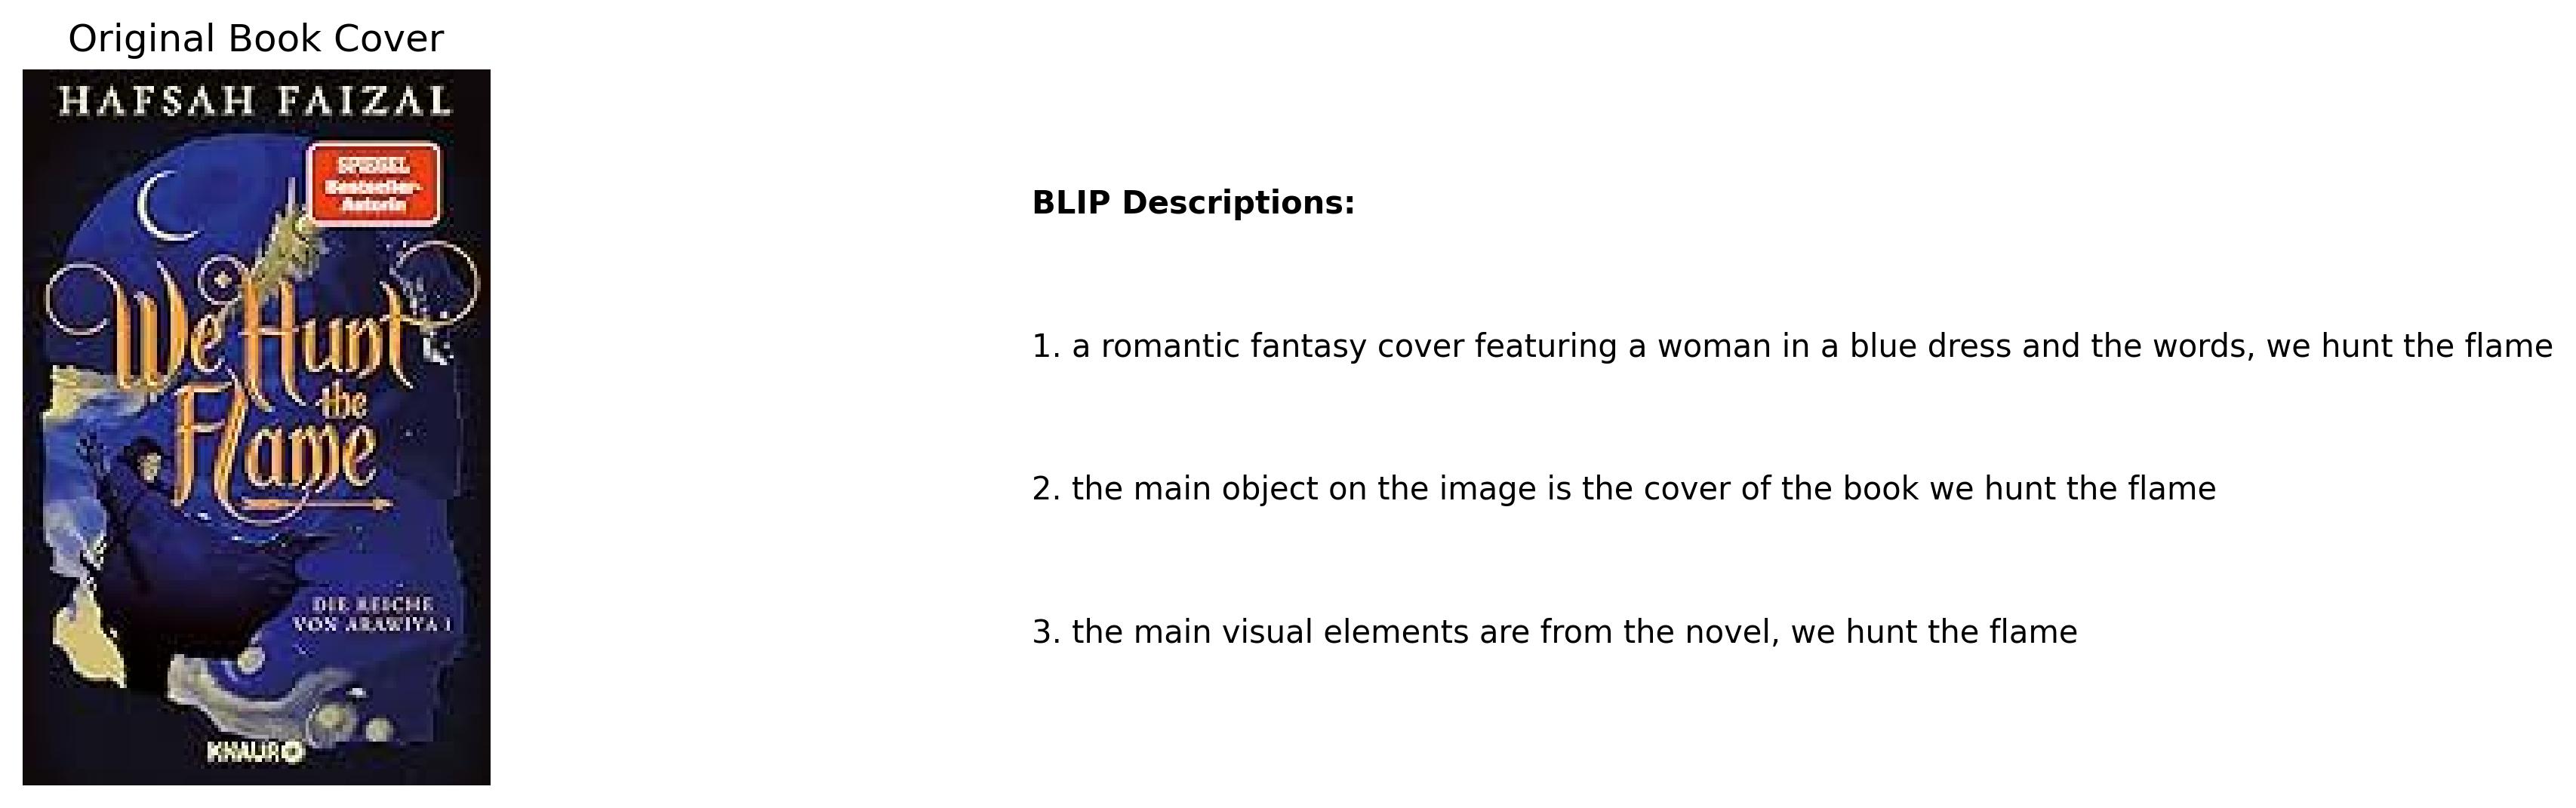 Original Book Cover
HAFSAH FAIZAL
SPIEGEL
Bestseller-
Autorin
We Hunt
the
Flame
DIE REICHE
VON ARAWIYA 1
KNAUR
BLIP Descriptions:
1. a romantic fantasy cover featuring a woman in a blue dress and the words, we hunt the flame
2. the main object on the image is the cover of the book we hunt the flame
3. the main visual elements are from the novel, we hunt the flame